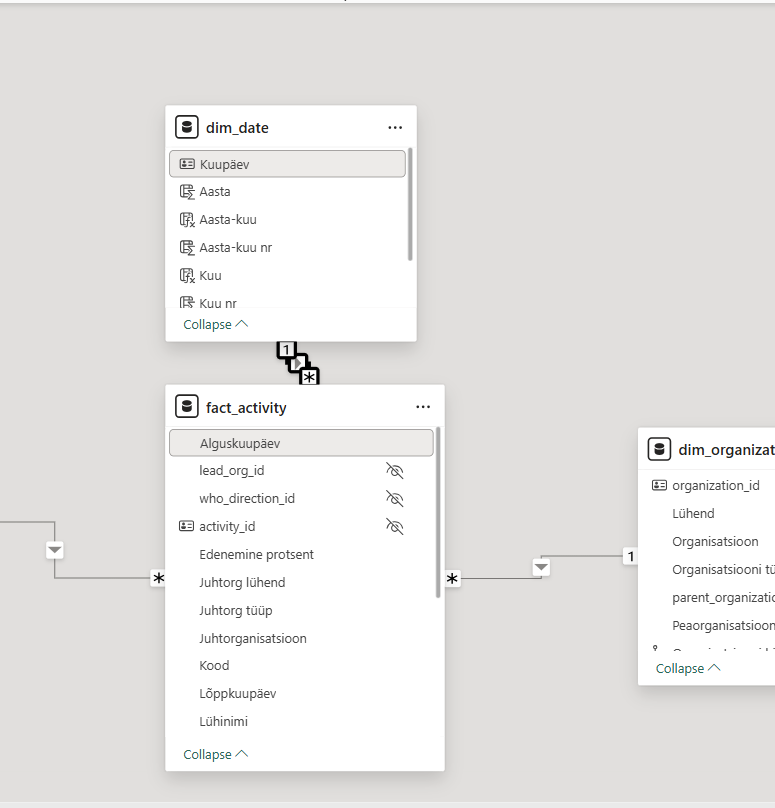 dim_date
Kuupäev
Aasta
Aasta-kuu
Aasta-kuu nr
Kuu
Kuu nr
Collapse
1
*
fact_activity
Alguskuupäev
lead_org_id
who_direction_id
activity_id
Edenemine protsent
Juhtorg lühend
Juhtorg tüüp
Juhtorganisatsioon
Kood
Lõppkuupäev
Lühinimi
Collapse
*
*
1
dim_organizat
organization_id
Lühend
Organisatsioon
Organisatsiooni tü
parent_organizatio
Peaorganisatsioon
Collapse